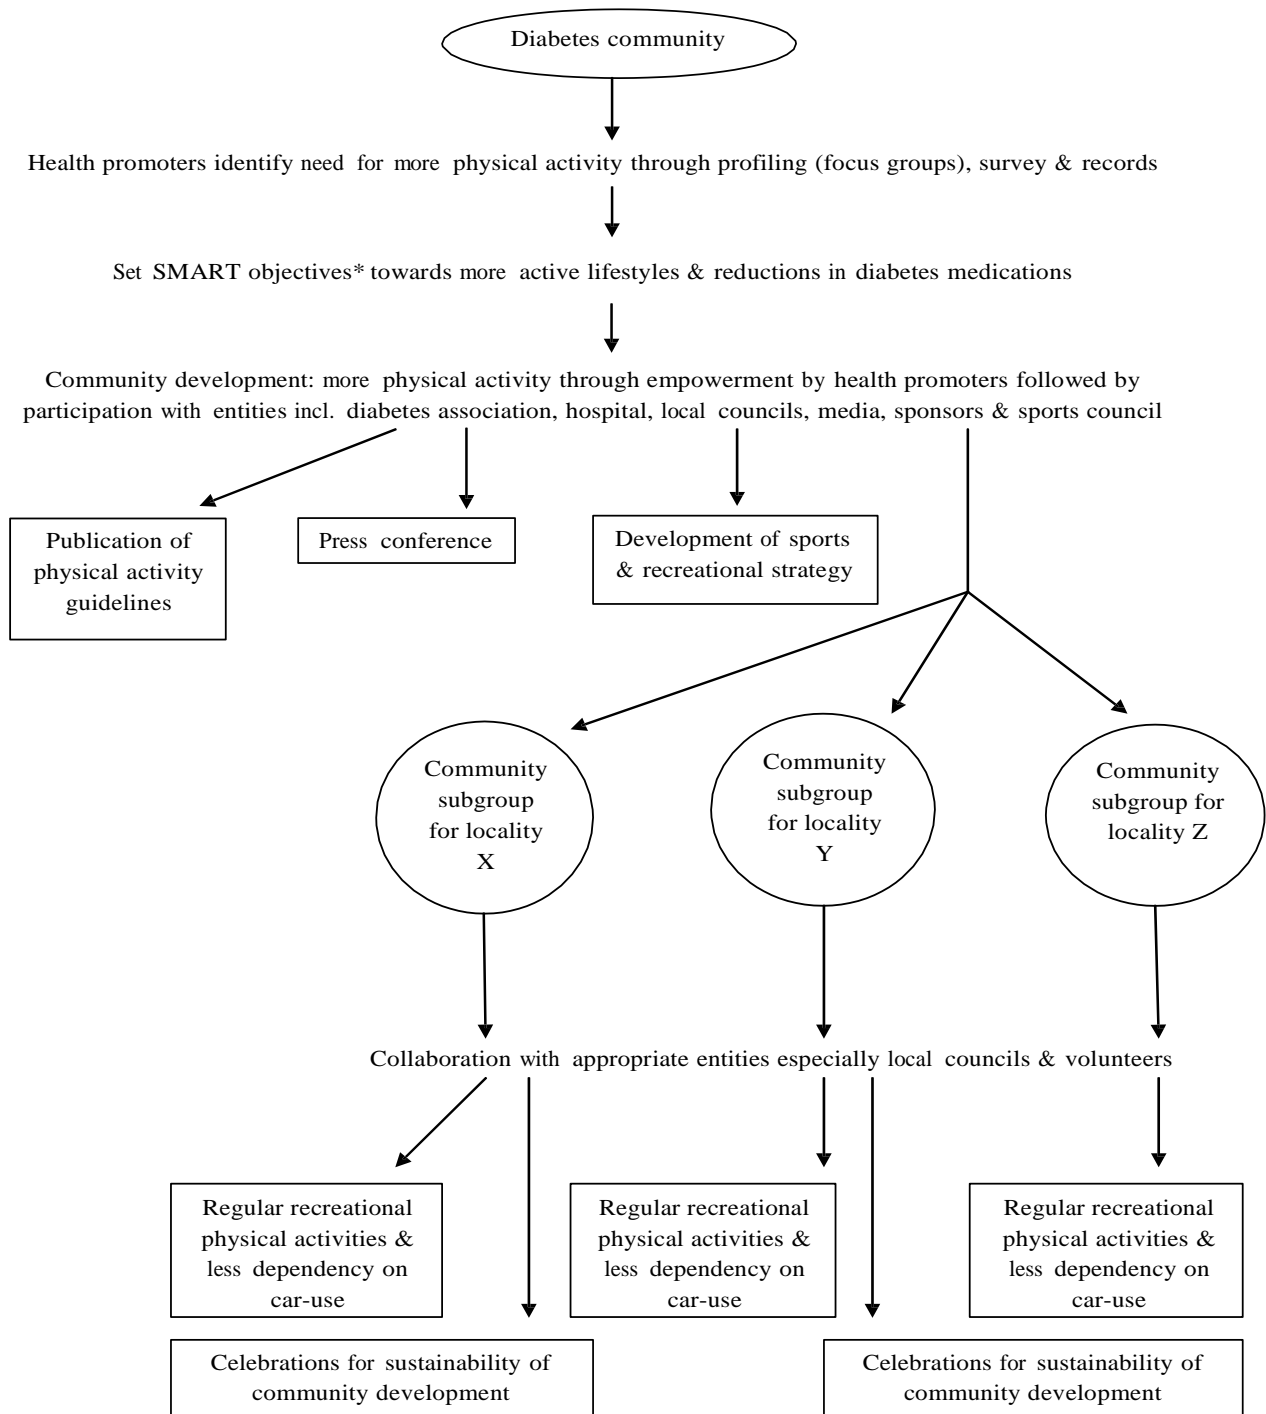 Diabetes community
Health promoters identify need for more physical activity through profiling (focus groups), survey & records
Set SMART objectives* towards more active lifestyles & reductions in diabetes medications
Community development: more physical activity through empowerment by health promoters followed by
participation with entities incl. diabetes association, hospital, local councils, media, sponsors & sports council
Publication of
physical activity
guidelines
Press conference
Development of sports
& recreational strategy
Community
subgroup
for locality
X
Community
subgroup
for locality
Y
Community
subgroup for
locality Z
Collaboration with appropriate entities especially local councils & volunteers
Regular recreational
physical activities &
less dependency on
car-use
Regular recreational
physical activities &
less dependency on
car-use
Regular recreational
physical activities &
less dependency on
car-use
Celebrations for sustainability of
community development
Celebrations for sustainability of
community development